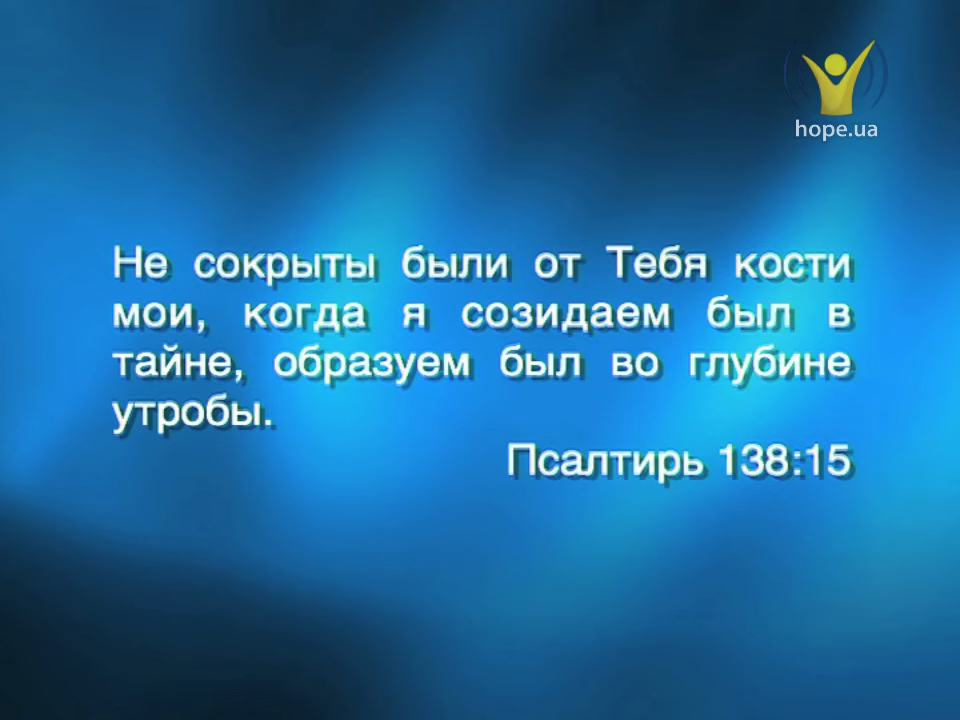 hope.ua
Не сокрыты были от Тебя кости
мои, когда я созидаем был в
тайне, образуем был во глубине
утробы.
Псалтирь 138:15